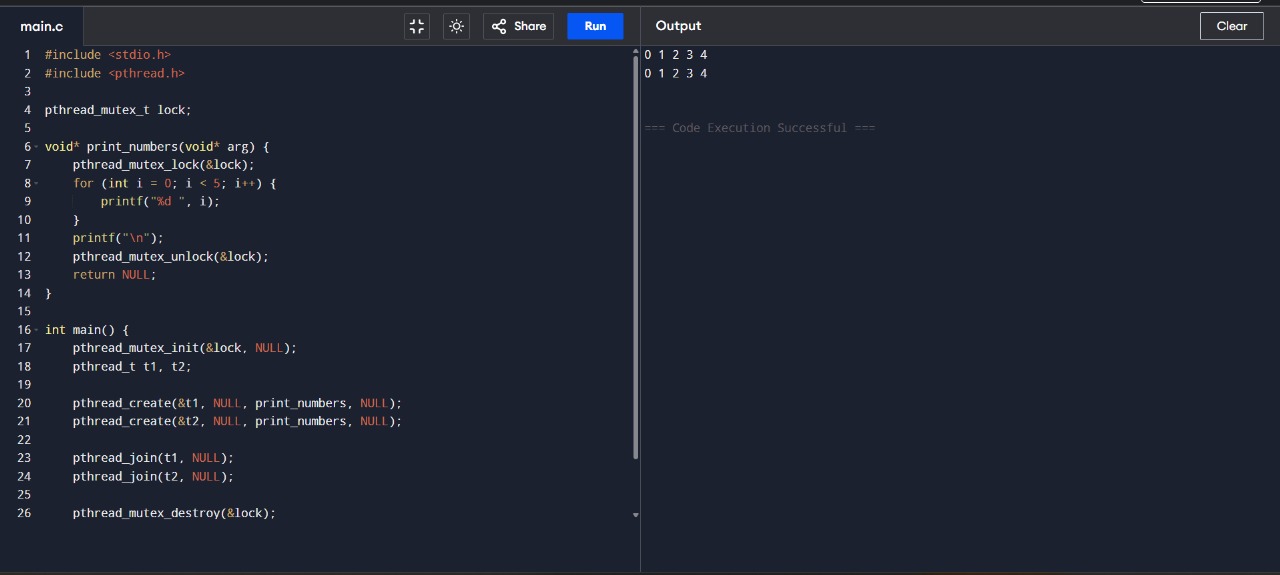 main.c
Share
Run
Output
Clear
1 #include <stdio.h>
2 #include <pthread.h>
3
4 pthread_mutex_t lock;
5
6 void* print_numbers(void* arg) {
7     pthread_mutex_lock(&lock);
8     for (int i = 0; i < 5; i++) {
9         printf("%d ", i);
10     }
11     printf("\n");
12     pthread_mutex_unlock(&lock);
13     return NULL;
14 }
15
16 int main() {
17     pthread_mutex_init(&lock, NULL);
18     pthread_t t1, t2;
19
20     pthread_create(&t1, NULL, print_numbers, NULL);
21     pthread_create(&t2, NULL, print_numbers, NULL);
22
23     pthread_join(t1, NULL);
24     pthread_join(t2, NULL);
25
26     pthread_mutex_destroy(&lock);
0 1 2 3 4
0 1 2 3 4
=== Code Execution Successful ===